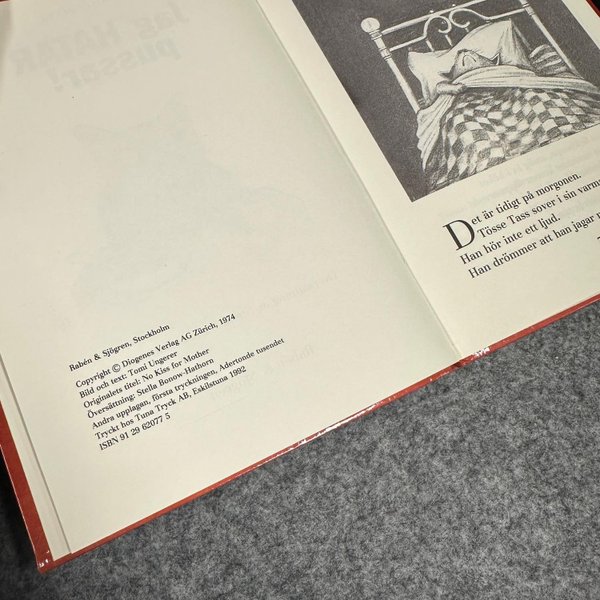 Rabén & Sjögren, Stockholm
Copyright © Diogenes Verlag AG Zürich, 1974
Bild och text: Tomi Ungerer
Originalets titel: No Kiss for Mother
Översättning: Stella Bonow-Hathorn
Andra upplagan, första tryckningen. Adertonde tusendet
Tryckt hos Tuna Tryck AB, Eskilstuna 1992
ISBN 91 29 62077 5
Det är tidigt på morgonen.
Tösse Tass sover i sin varma
Han hör inte ett ljud.
Han drömmer att han jagar